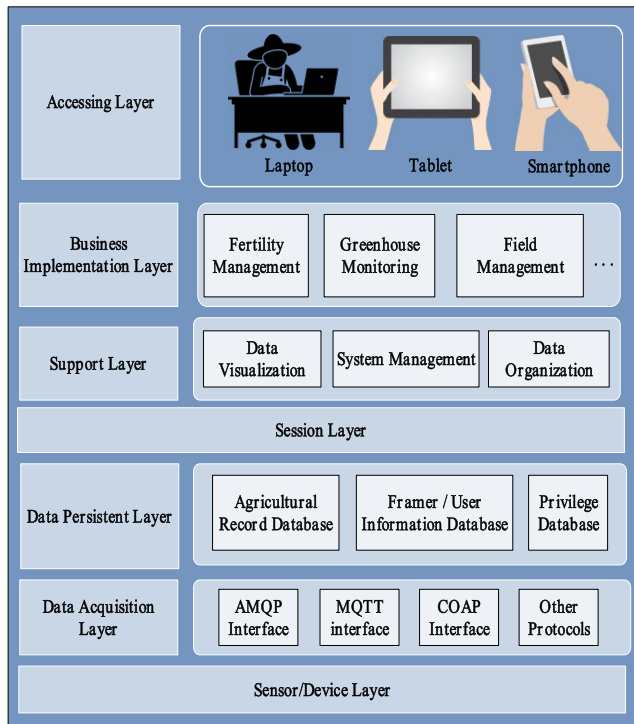 Accessing Layer
Laptop
Tablet
Smartphone
Business
Implementation Layer
Fertility
Management
Greenhouse
Monitoring
Field
Management
...
Support Layer
Data
Visualization
System Management
Data
Organization
Session Layer
Data Persistent Layer
Agricultural
Record Database
Framer / User
Information Database
Privilege
Database
Data Acquisition
Layer
AMQP
Interface
MQTT
interface
COAP
Interface
Other
Protocols
Sensor/Device Layer